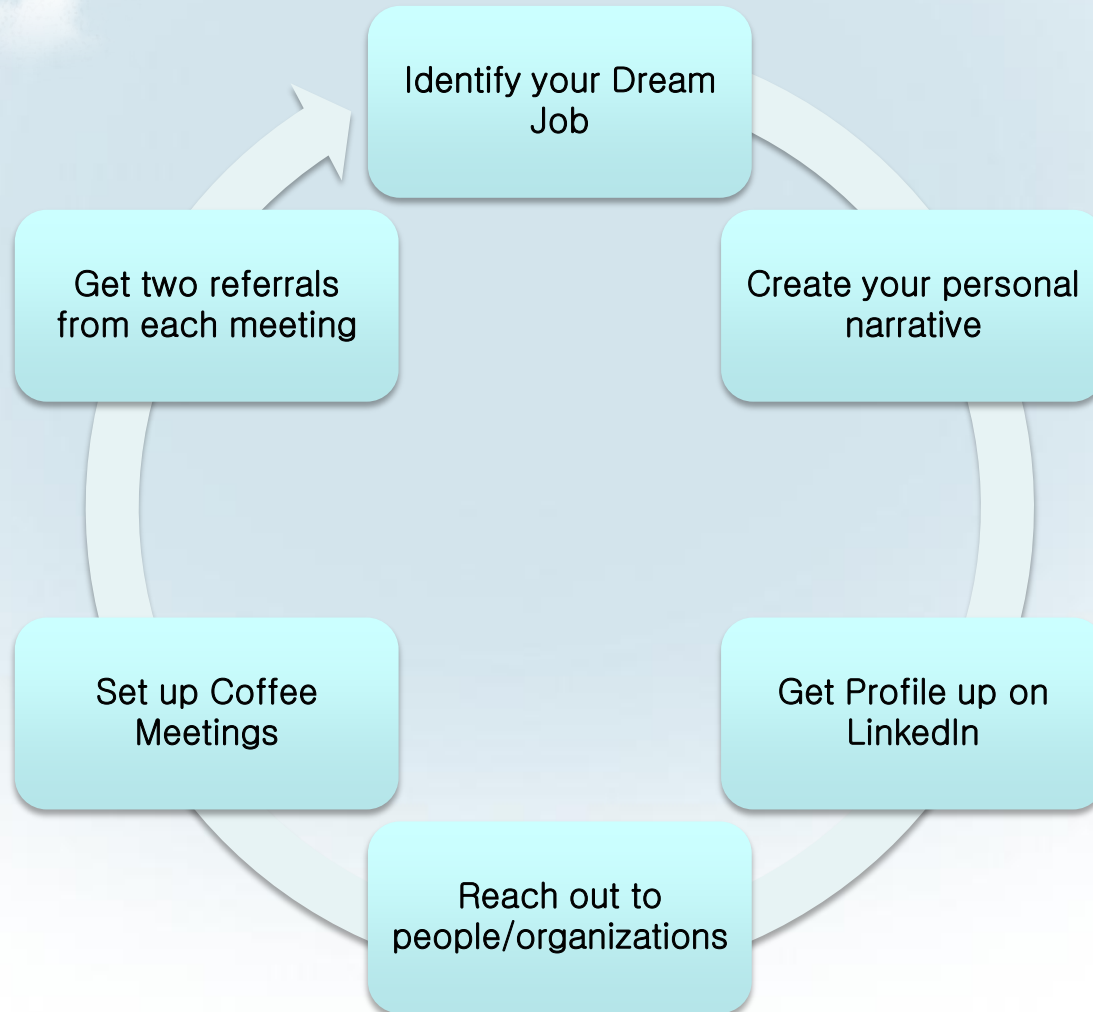 Identify your Dream
Job
Create your personal
narrative
Get Profile up on
LinkedIn
Reach out to
people/organizations
Set up Coffee
Meetings
Get two referrals
from each meeting